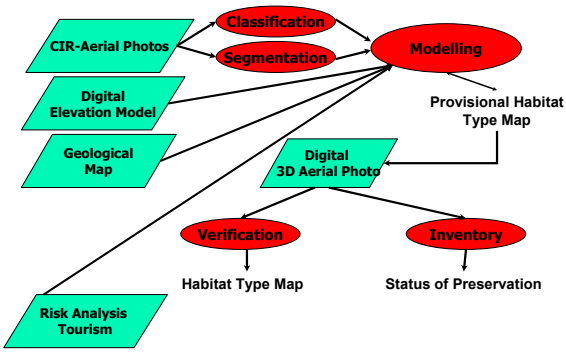 Classification
CIR-Aerial Photos
Segmentation
Modelling
Digital
Elevation Model
Provisional Habitat
Type Map
Geological
Map
Digital
3D Aerial Photo
Verification
Inventory
Habitat Type Map
Status of Preservation
Risk Analysis
Tourism